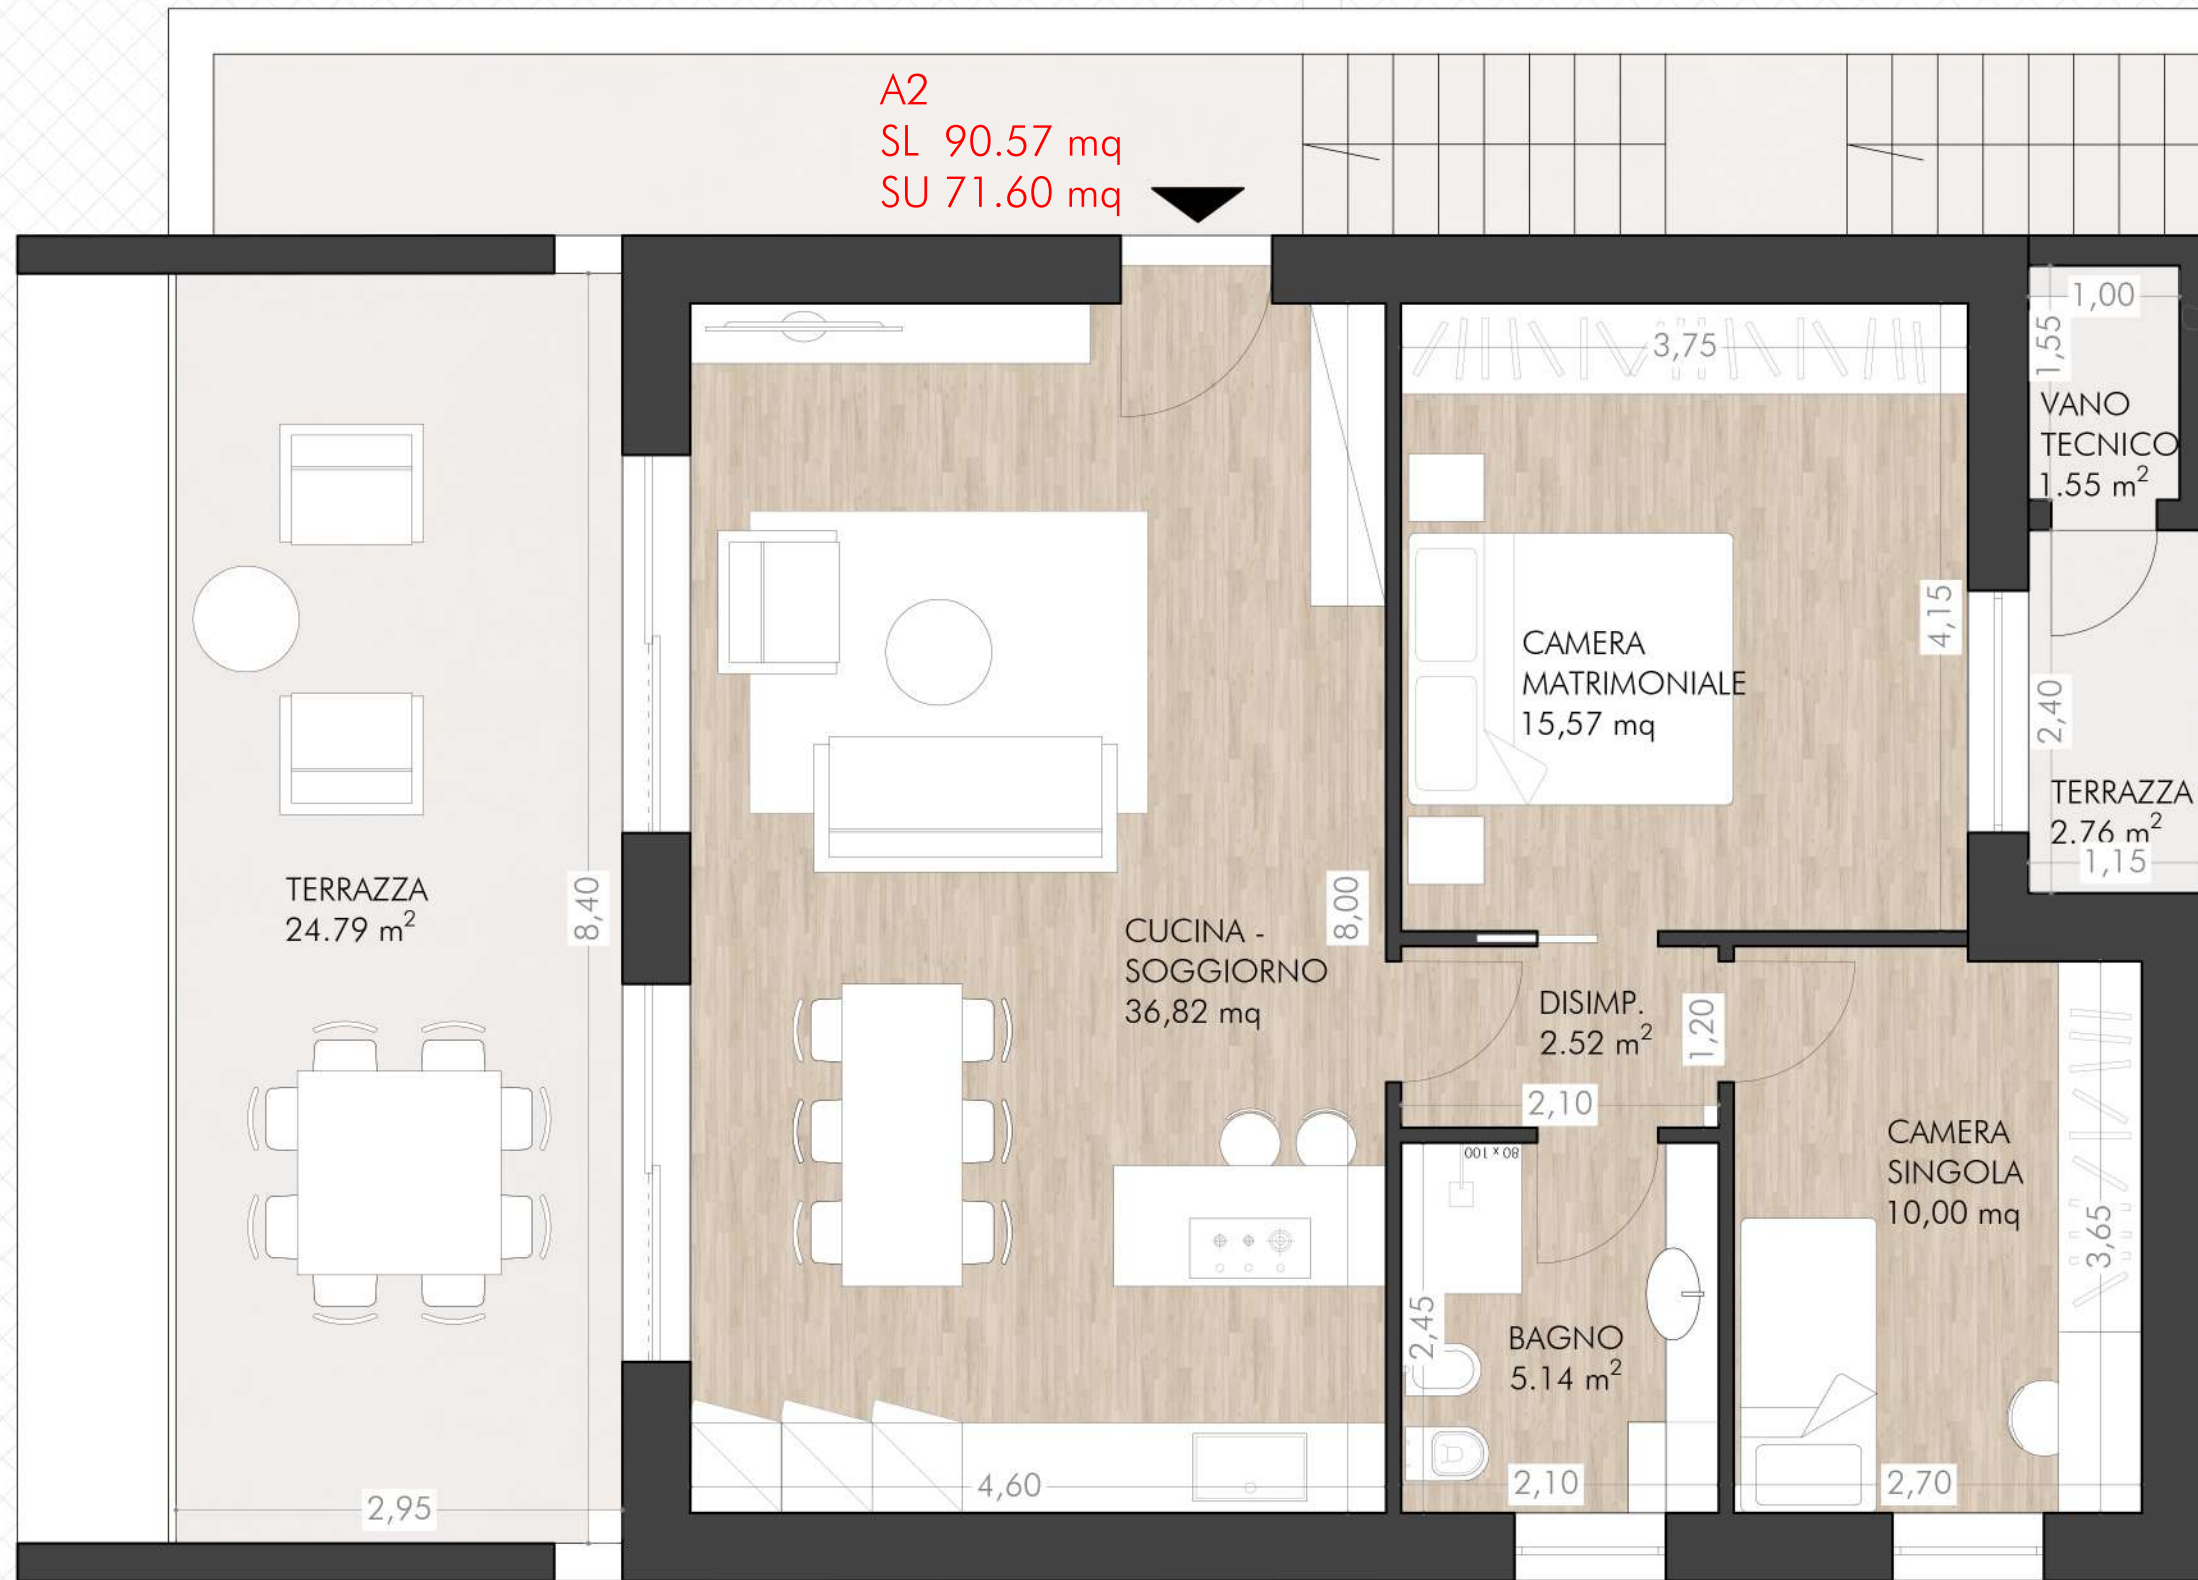 A2
SL 90.57 mq
SU 71.60 mq
1,00
1,55
VANO
TECNICO
1.55 m²
3,75
4,15
CAMERA
MATRIMONIALE
15,57 mq
2,40
TERRAZZA
2.76 m²
1,15
TERRAZZA
24.79 m²
8,40
8,00
CUCINA -
SOGGIORNO
36,82 mq
DISIMP.
2.52 m²
1,20
2,10
CAMERA
SINGOLA
10,00 mq
80 x 100
3,65
2,45
BAGNO
5.14 m²
2,95
4,60
2,10
2,70